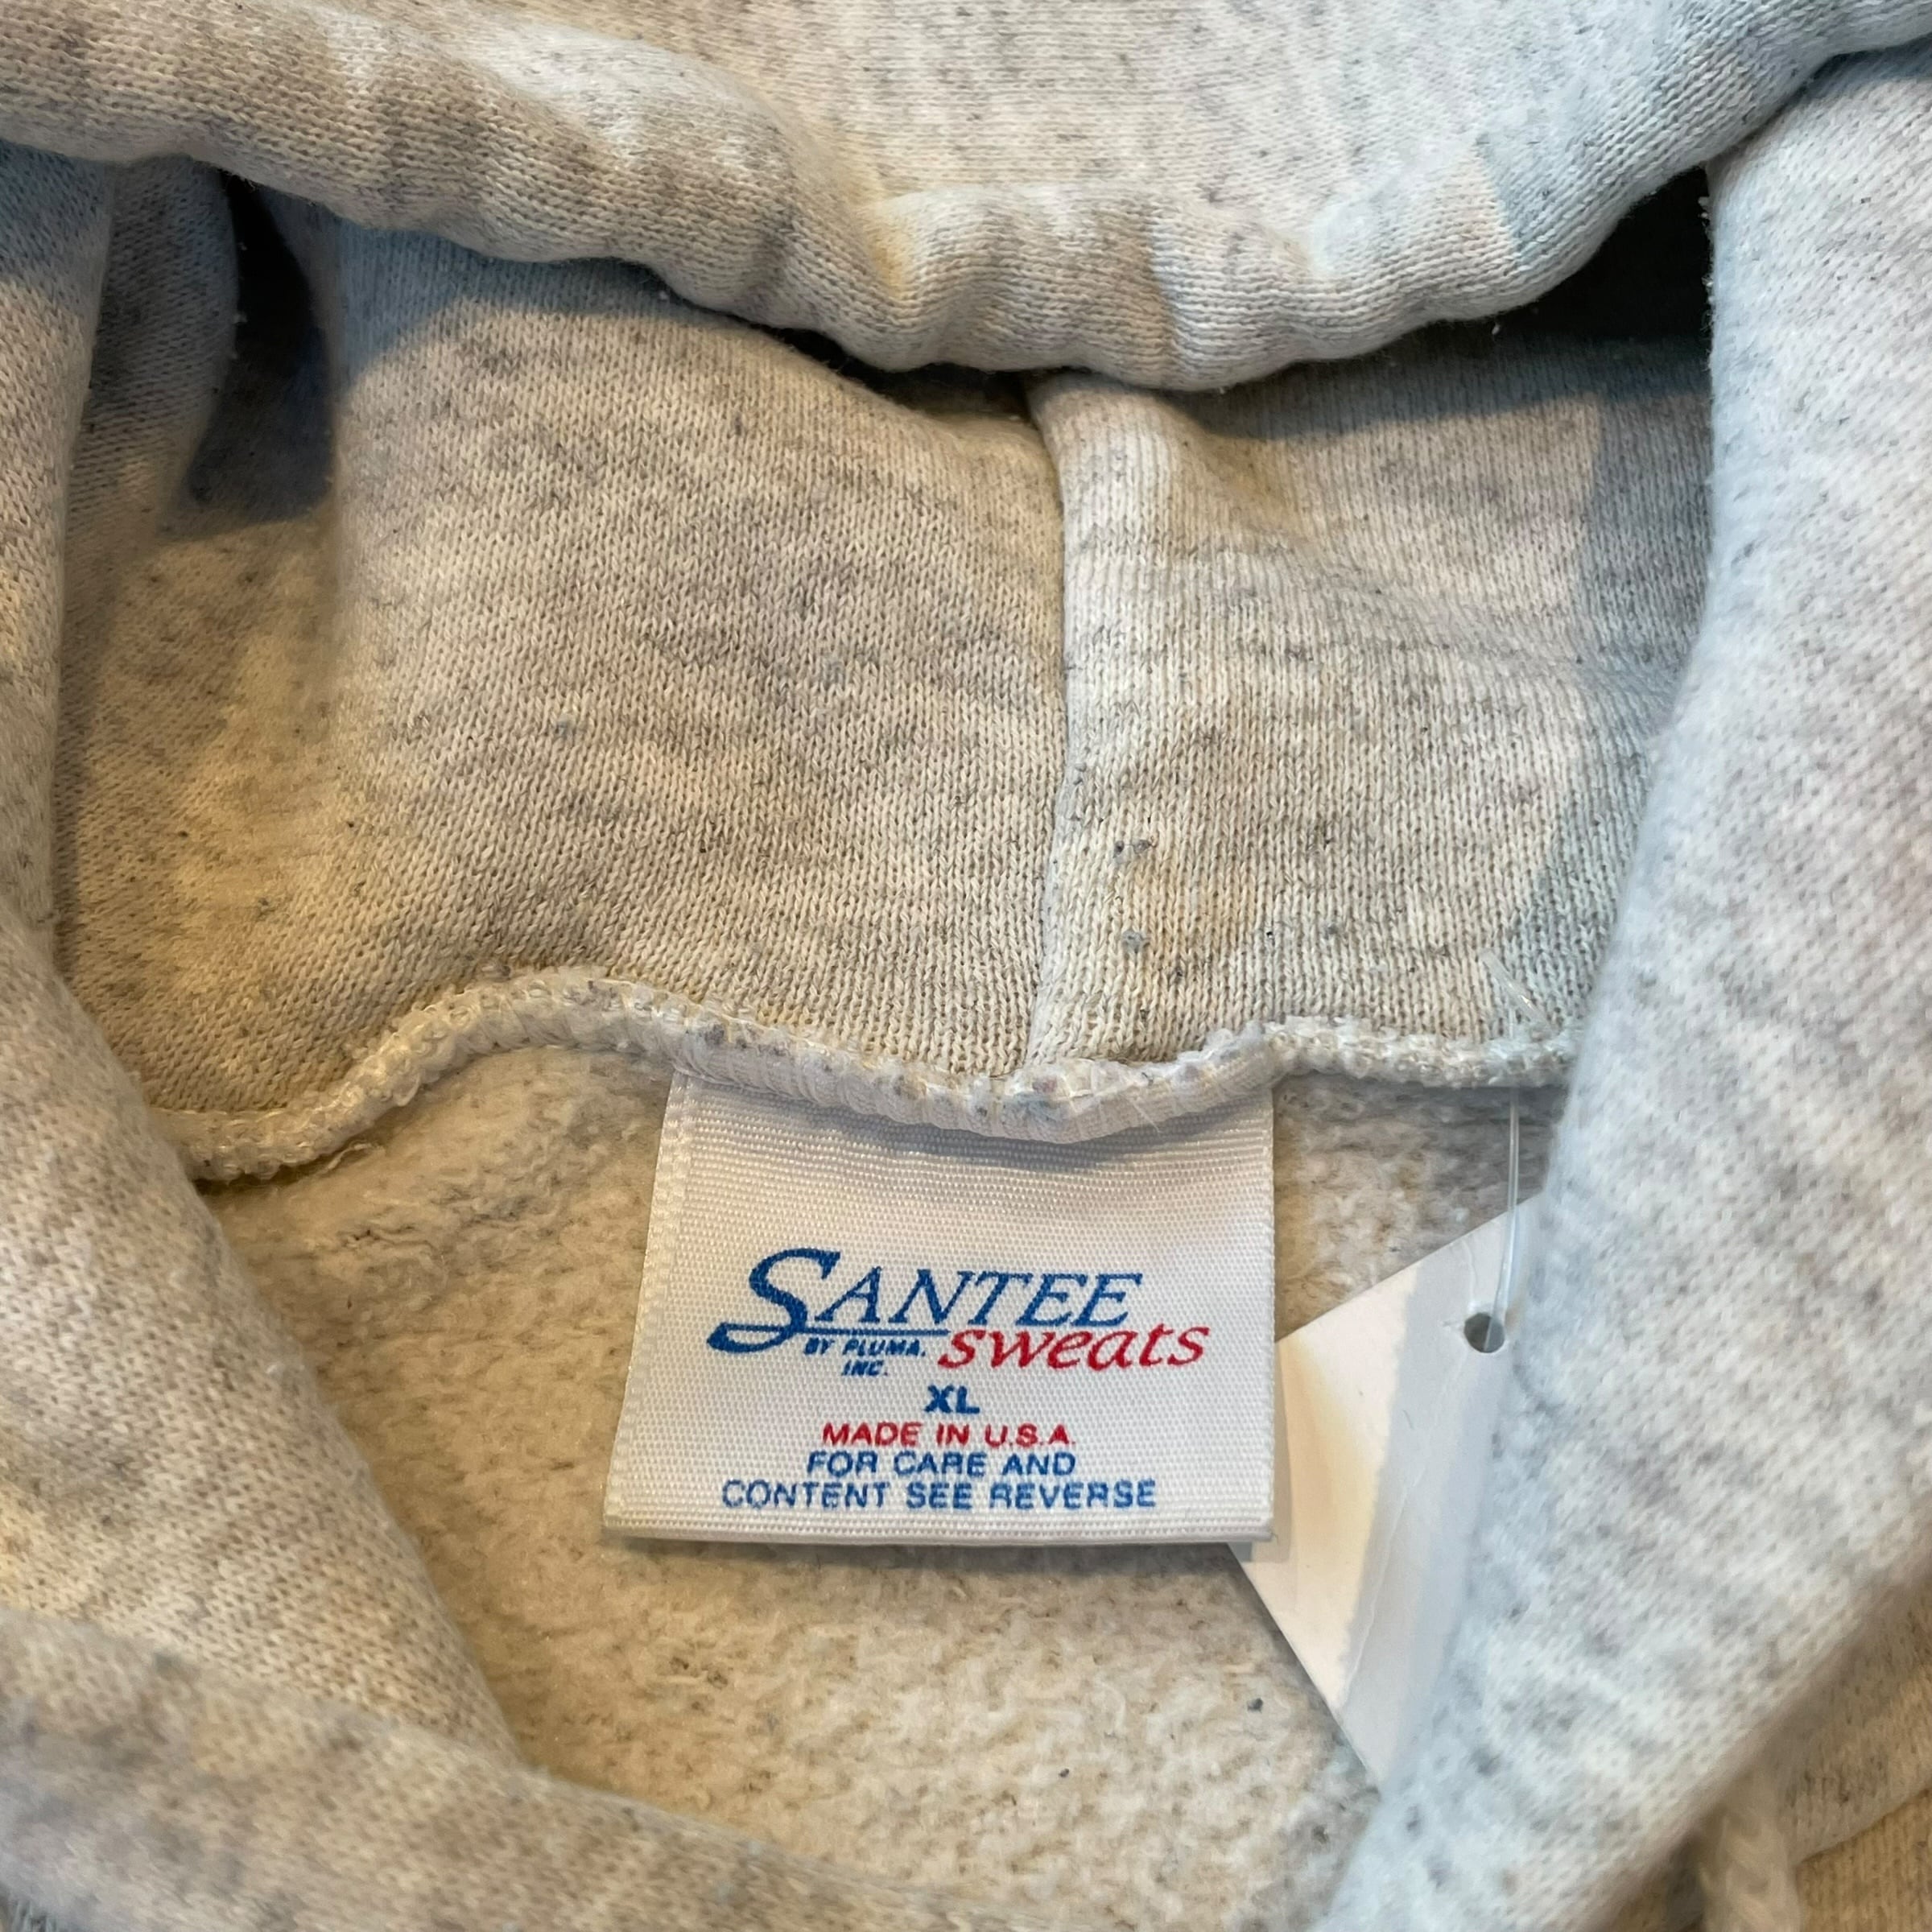 SANTEE
BY PLUMA, sweats
INC.
XL
MADE IN U.S.A.
FOR CARE AND
CONTENT SEE REVERSE